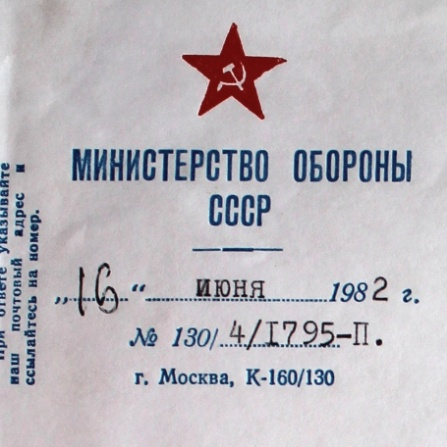 МИНИСТЕРСТВО ОБОРОНЫ
СССР
„16“ ИЮНЯ 1982 г.
№ 130/ 4/I795-П.
г. Москва, К-160/130
При ответе указывайте
наш почтовый адрес и
ссылайтесь на номер.